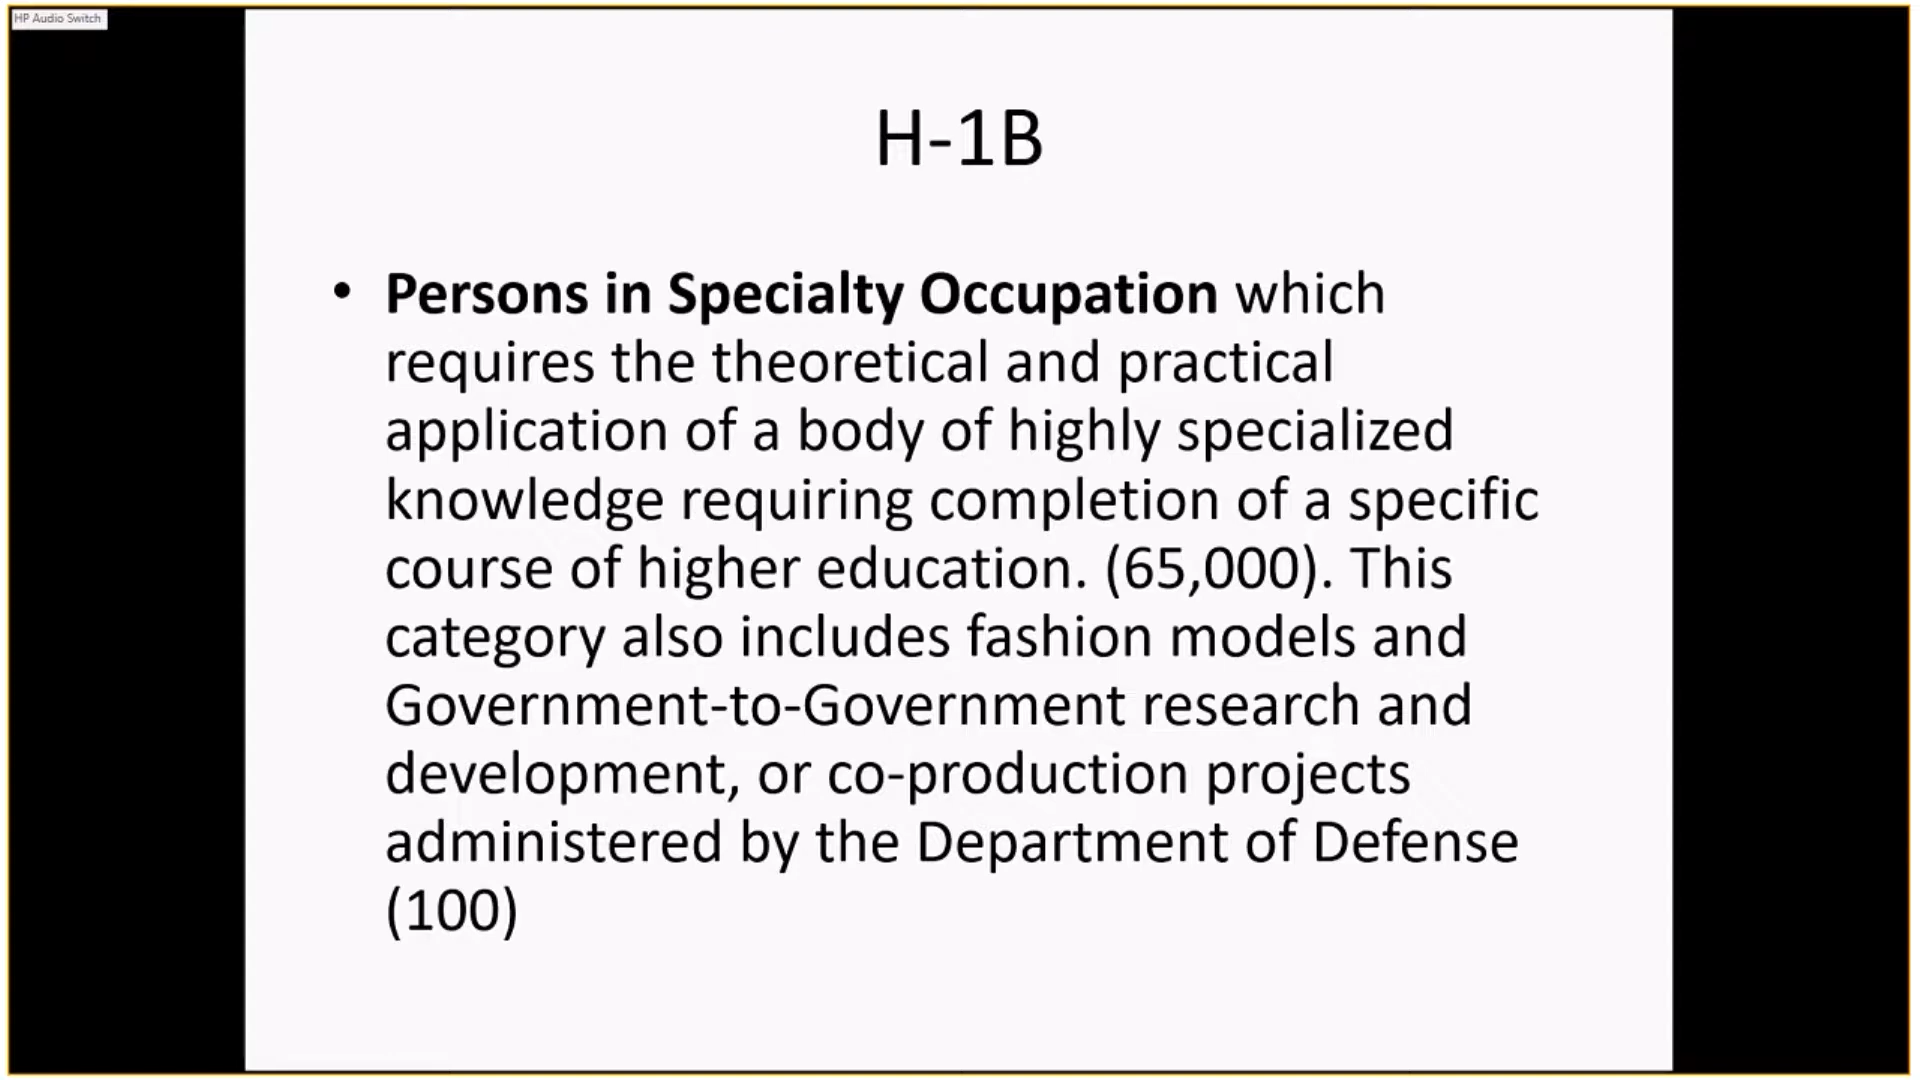 HP Audio Switch
H-1B
• Persons in Specialty Occupation which
requires the theoretical and practical
application of a body of highly specialized
knowledge requiring completion of a specific
course of higher education. (65,000). This
category also includes fashion models and
Government-to-Government research and
development, or co-production projects
administered by the Department of Defense
(100)